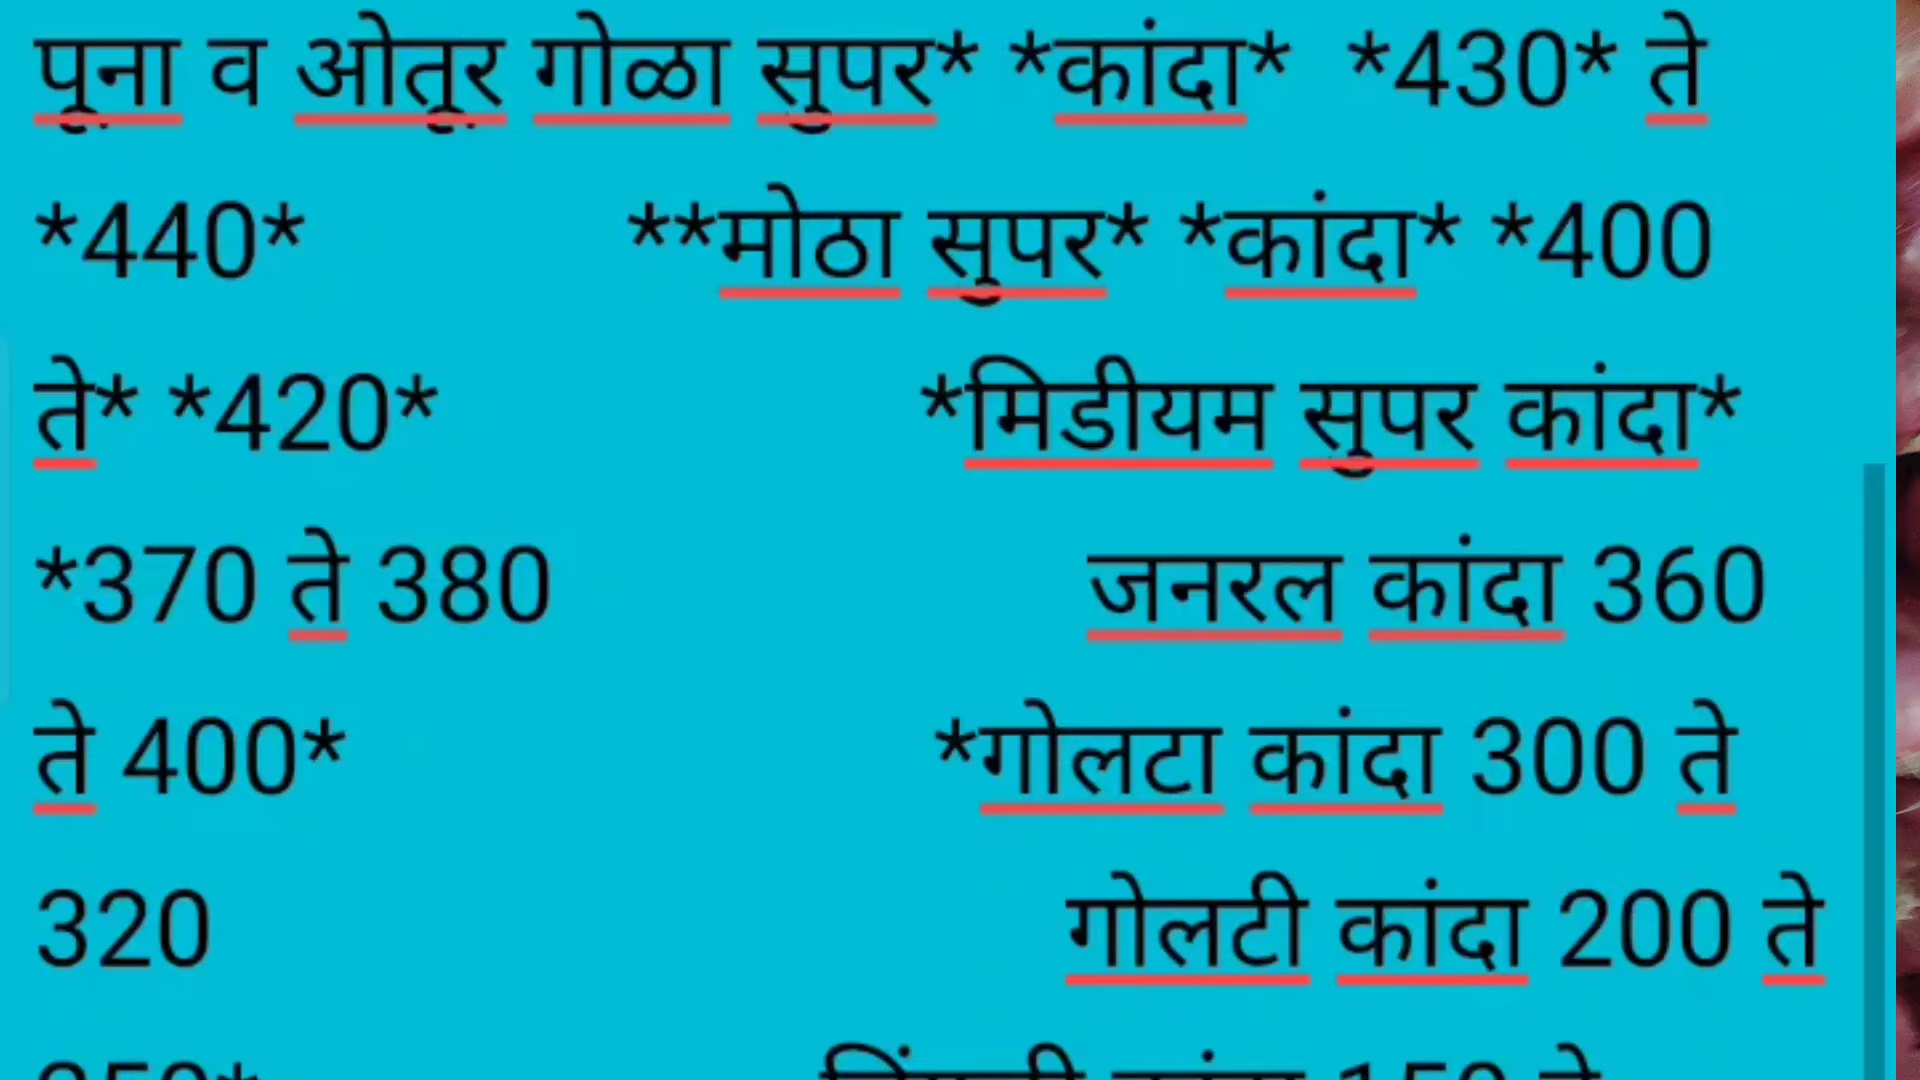 पूना व ओतूर गोळा सुपर* *कांदा* *430* ते
*440* **मोठा सुपर* *कांदा* *400
ते* *420* *मिडीयम सुपर कांदा*
*370 ते 380 जनरल कांदा 360
ते 400* *गोलटा कांदा 300 ते
320 गोलटी कांदा 200 ते